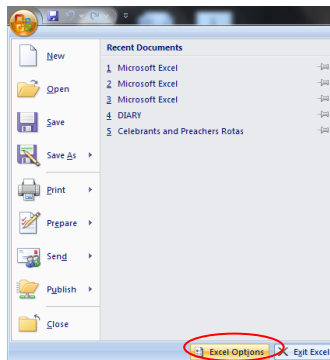 Recent Documents
New
1 Microsoft Excel
2 Microsoft Excel
Open
3 Microsoft Excel
4 DIARY
Save
5 Celebrants and Preachers Rotas
Save As
Print
Prepare
Send
Publish
Close
Excel Options
Exit Excel